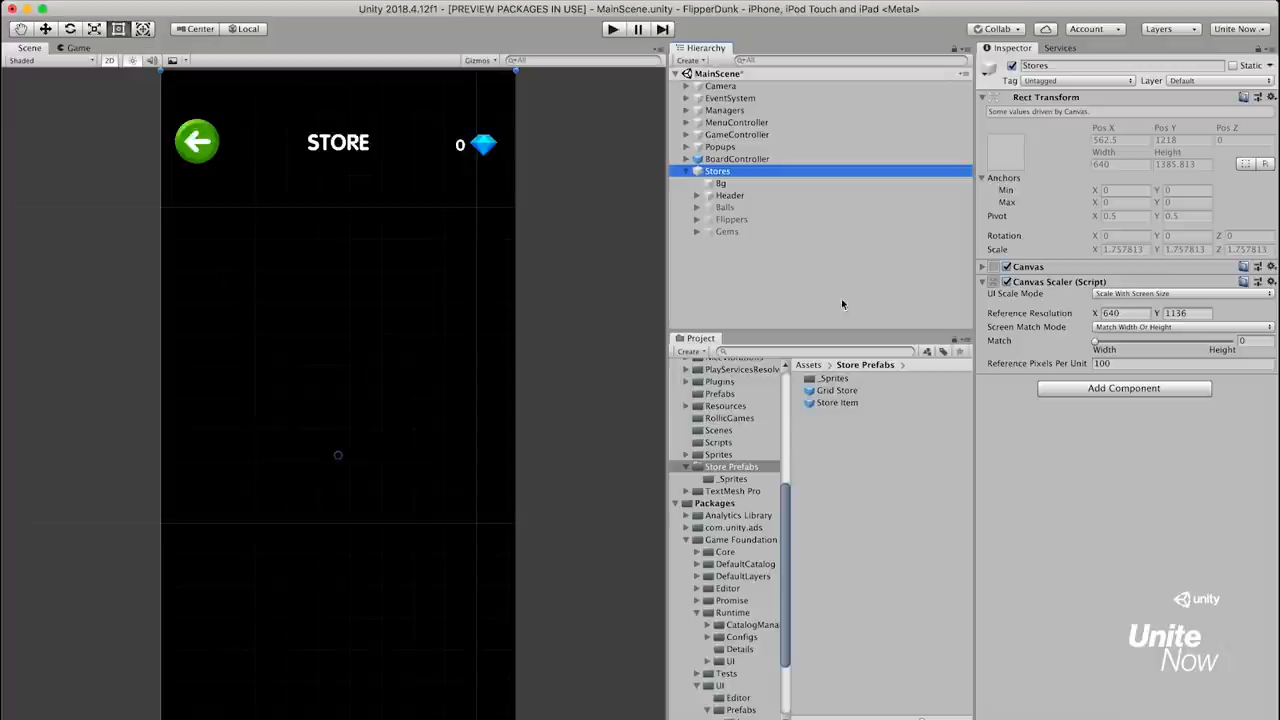 Unity 2018.4.12f1 - [PREVIEW PACKAGES IN USE] - MainScene.unity - FlipperDunk - iPhone, iPod Touch and iPad <Metal>
Center Local
Collab Account Layers Unite Now
Scene Game
Shaded 2D Gizmos All
STORE
0
Hierarchy
Create All
MainScene*
Camera
EventSystem
Managers
MenuController
GameController
Popups
BoardController
Stores
Bg
Header
Balls
Flippers
Gems
Project
Create
PlayServicesResolv
Plugins
Prefabs
Resources
RollicGames
Scenes
Scripts
Sprites
Store Prefabs
_Sprites
TextMesh Pro
Packages
Analytics Library
com.unity.ads
Game Foundation
Core
DefaultCatalog
DefaultLayers
Editor
Promise
Runtime
CatalogMana
Configs
Details
UI
Tests
UI
Editor
Prefabs
Assets Store Prefabs
_Sprites
Grid Store
Store Item
Inspector Services
Stores Static
Tag Untagged Layer Default
Rect Transform
Some values driven by Canvas.
Pos X Pos Y Pos Z
562.5 1218 0
Width Height
640 1385.813 R
Anchors
Min X 0 Y 0
Max X 0 Y 0
Pivot X 0.5 Y 0.5
Rotation X 0 Y 0 Z 0
Scale X 1.757813 Y 1.757813 Z 1.757813
Canvas
Canvas Scaler (Script)
UI Scale Mode Scale With Screen Size
Reference Resolution X 640 Y 1136
Screen Match Mode Match Width Or Height
Match 0
Width Height
Reference Pixels Per Unit 100
Add Component
unity
Unite
Now